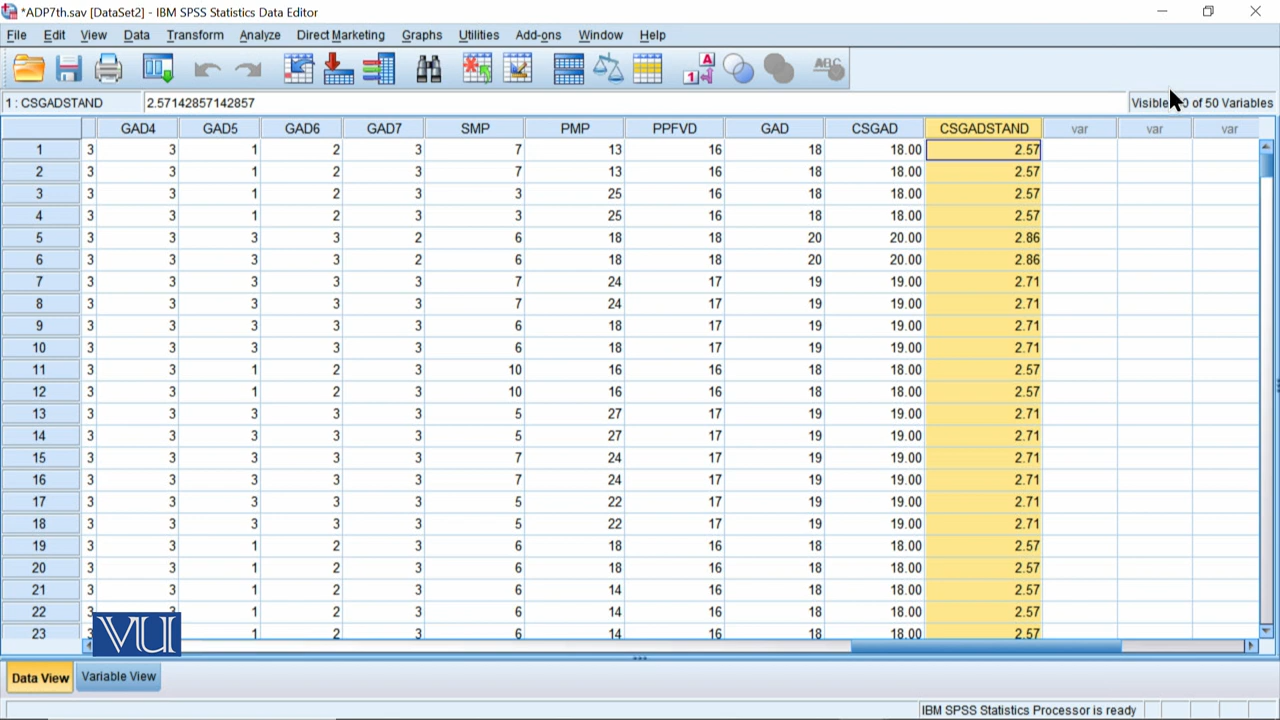 *ADP7th.sav [DataSet2] - IBM SPSS Statistics Data Editor
File Edit View Data Transform Analyze Direct Marketing Graphs Utilities Add-ons Window Help
1 : CSGADSTAND 2.57142857142857 Visible: 0 of 50 Variables
GAD4 GAD5 GAD6 GAD7 SMP PMP PPFVD GAD CSGAD CSGADSTAND var var var
1 3 3 1 2 3 7 13 16 18 18.00 2.57
2 3 3 1 2 3 7 13 16 18 18.00 2.57
3 3 3 1 2 3 3 25 16 18 18.00 2.57
4 3 3 1 2 3 3 25 16 18 18.00 2.57
5 3 3 3 3 2 6 18 18 20 20.00 2.86
6 3 3 3 3 2 6 18 18 20 20.00 2.86
7 3 3 3 3 3 7 24 17 19 19.00 2.71
8 3 3 3 3 3 7 24 17 19 19.00 2.71
9 3 3 3 3 3 6 18 17 19 19.00 2.71
10 3 3 3 3 3 6 18 17 19 19.00 2.71
11 3 3 1 2 3 10 16 16 18 18.00 2.57
12 3 3 1 2 3 10 16 16 18 18.00 2.57
13 3 3 3 3 3 5 27 17 19 19.00 2.71
14 3 3 3 3 3 5 27 17 19 19.00 2.71
15 3 3 3 3 3 7 24 17 19 19.00 2.71
16 3 3 3 3 3 7 24 17 19 19.00 2.71
17 3 3 3 3 3 5 22 17 19 19.00 2.71
18 3 3 3 3 3 5 22 17 19 19.00 2.71
19 3 3 1 2 3 6 18 16 18 18.00 2.57
20 3 3 1 2 3 6 18 16 18 18.00 2.57
21 3 3 1 2 3 6 14 16 18 18.00 2.57
22 3 3 1 2 3 6 14 16 18 18.00 2.57
23 3 1 2 3 6 14 16 18 18.00 2.57
VU
Data View Variable View
IBM SPSS Statistics Processor is ready